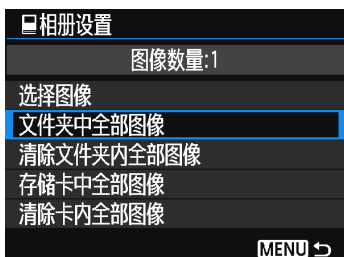 相册设置
图像数量:1
选择图像
文件夹中全部图像
清除文件夹内全部图像
存储卡中全部图像
清除卡内全部图像
MENU